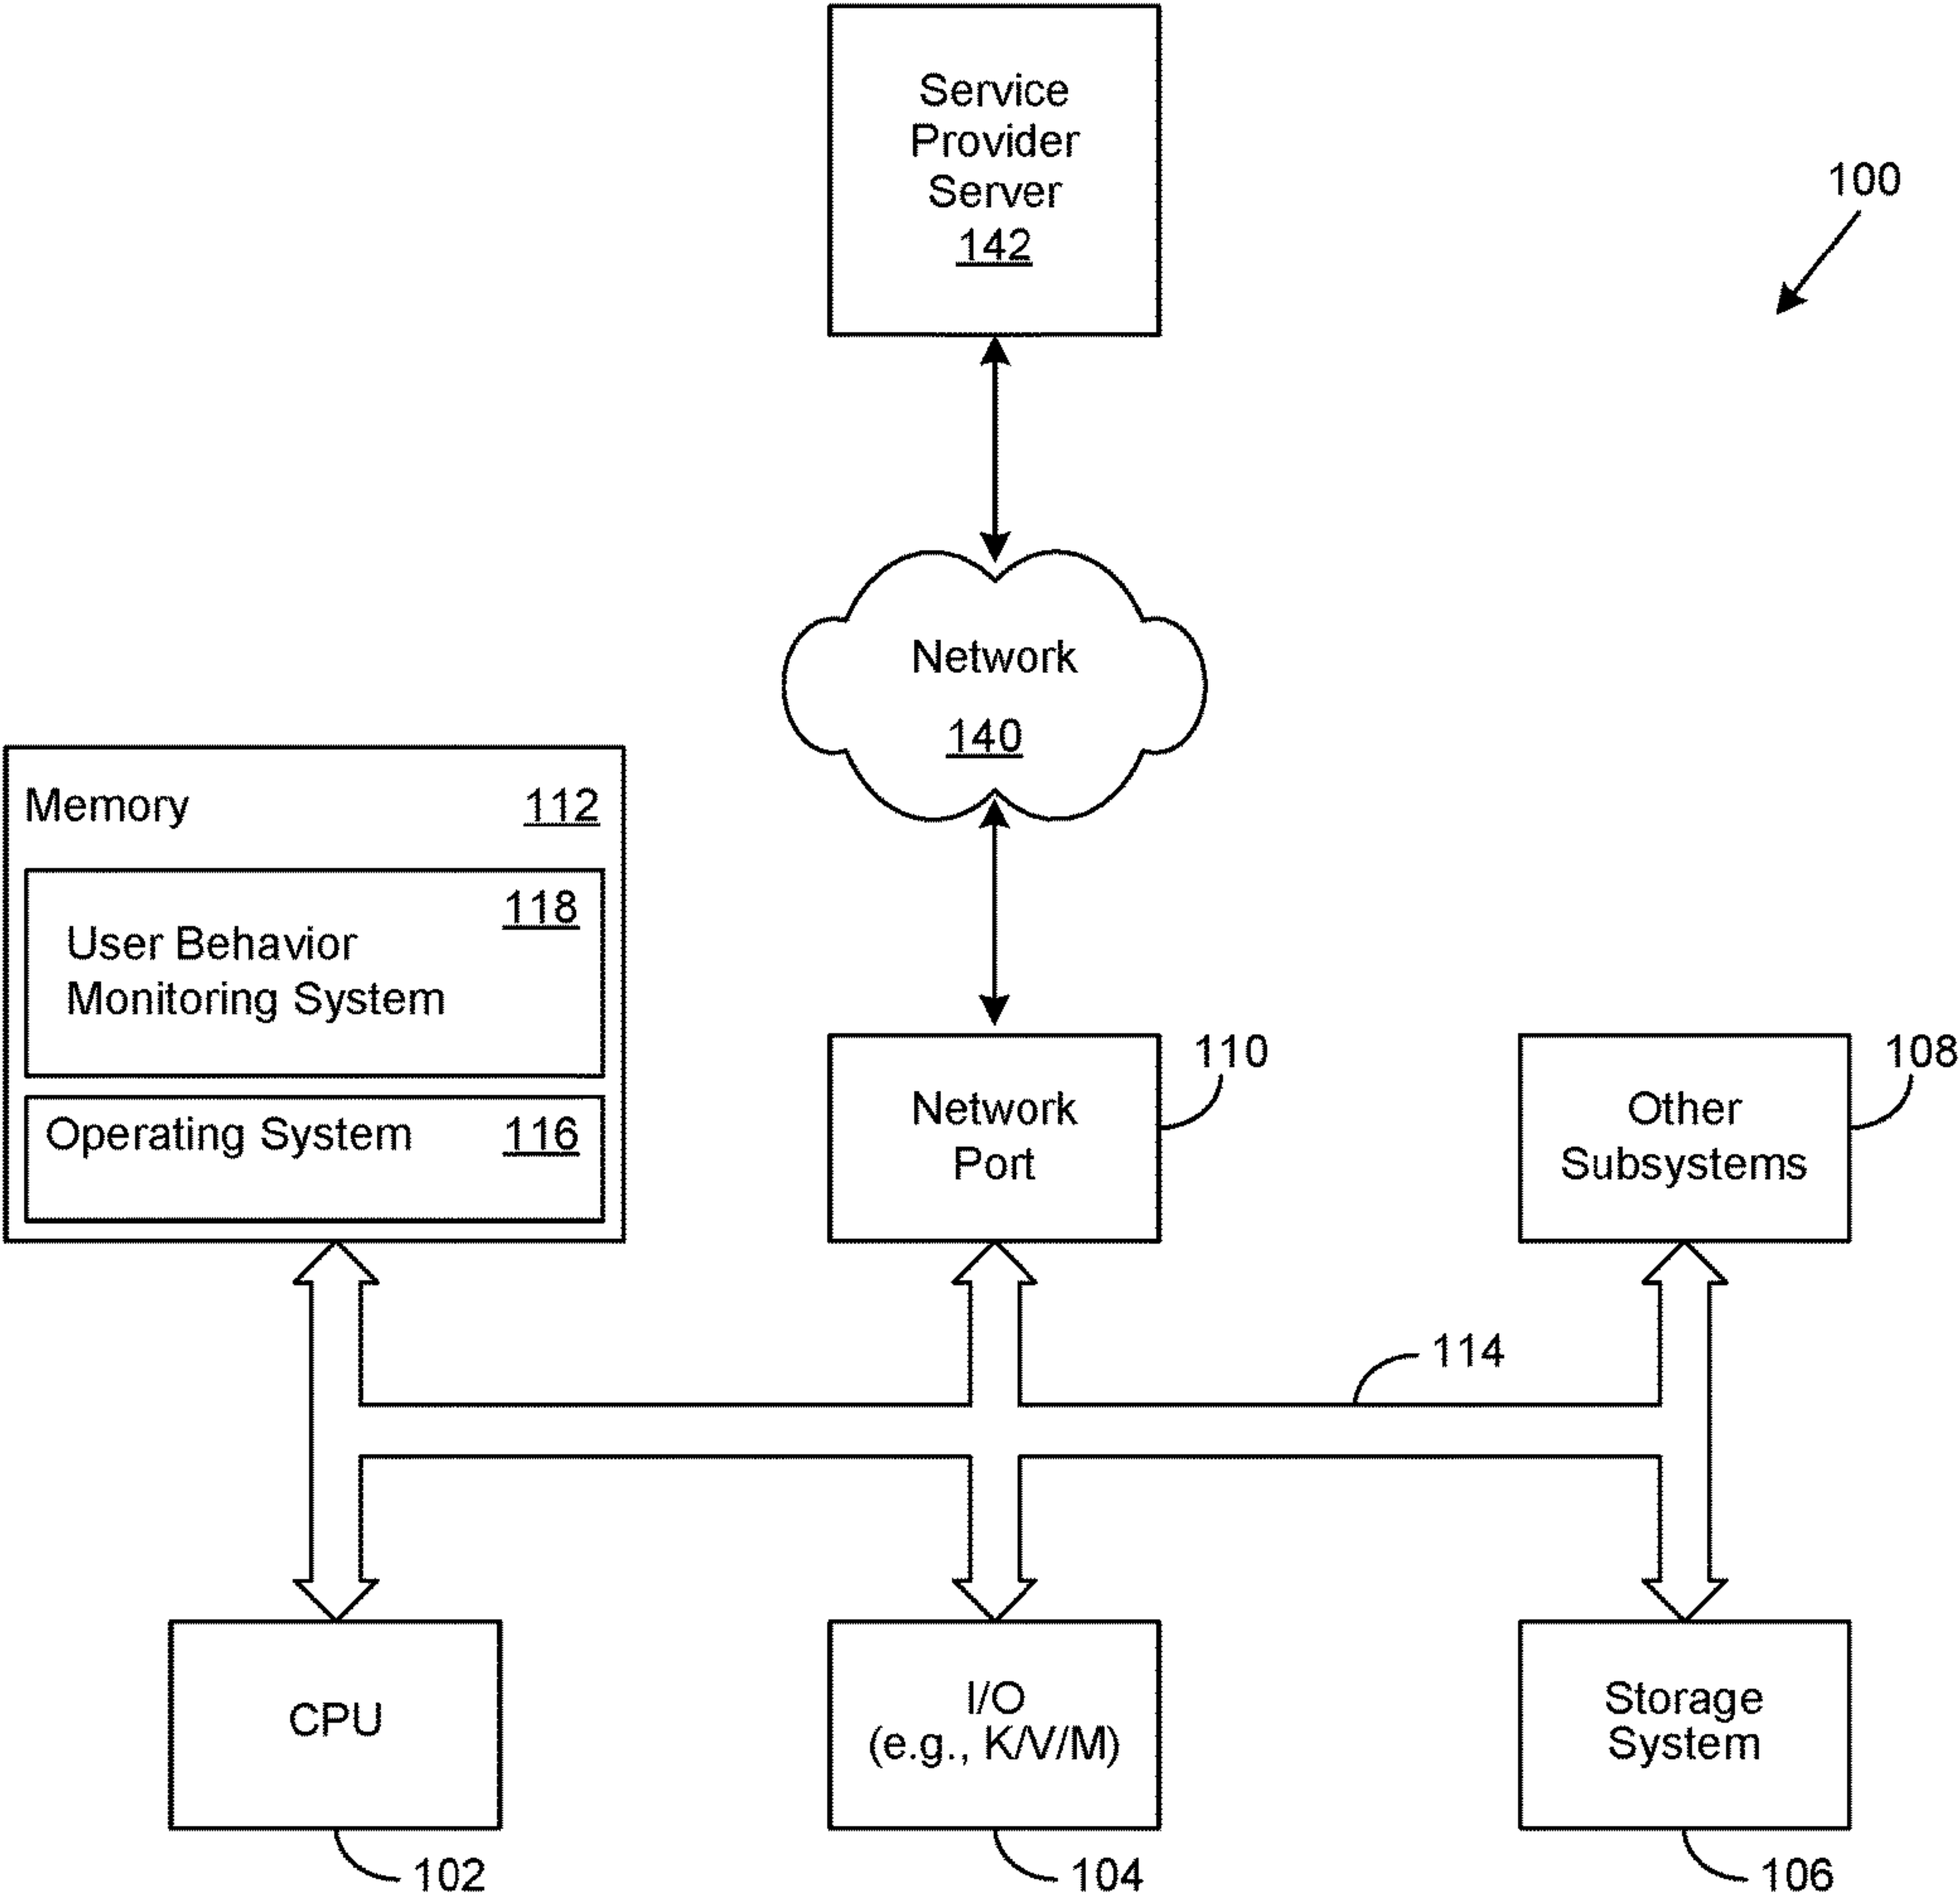 Service
Provider
Server
142
100
Network
140
Memory 112
118
User Behavior
Monitoring System
Operating System 116
Network
Port
110
Other
Subsystems
108
114
CPU
102
I/O
(e.g., K/V//M)
104
Storage
System
106